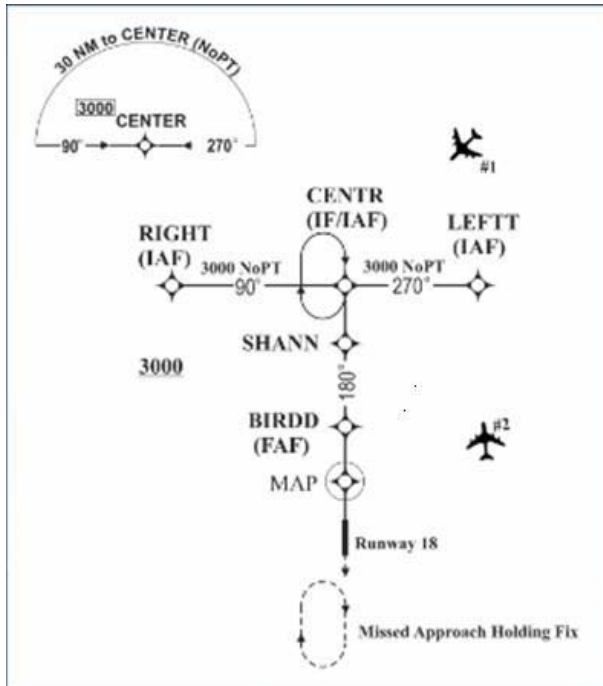 30 NM to CENTER (NoPT)
3000
CENTER
90°
270°
#1
CENTR
(IF/IAF)
RIGHT
(IAF)
LEFTT
(IAF)
3000 NoPT
3000 NoPT
90°
270°
SHANN
3000
180°
BIRDD
(FAF)
#2
MAP
Runway 18
Missed Approach Holding Fix